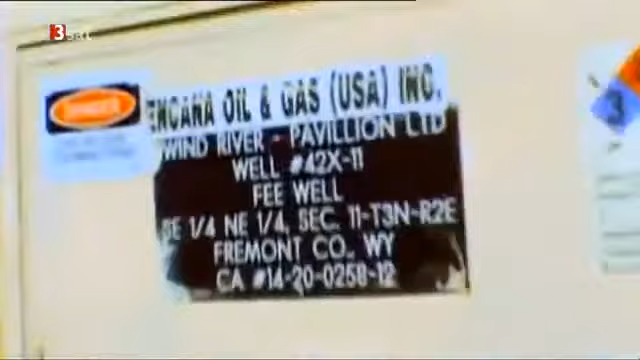 3sat
DANGER
ENCANA OIL & GAS (USA) INC.
WIND RIVER - PAVILLION LTD
WELL #42X-11
FEE WELL
SE 1/4 NE 1/4, SEC. 11-T3N-R2E
FREMONT CO., WY
CA #14-20-0258-12
3